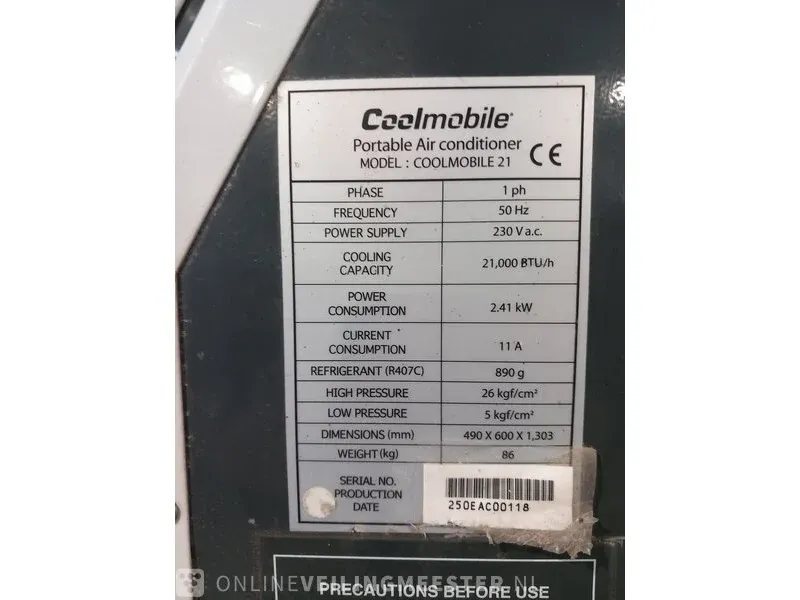 Coolmobile®
Portable Air conditioner
MODEL : COOLMOBILE 21 CE
PHASE 1 ph
FREQUENCY 50 Hz
POWER SUPPLY 230 V a.c.
COOLING
CAPACITY 21,000 BTU/h
POWER
CONSUMPTION 2.41 kW
CURRENT
CONSUMPTION 11 A
REFRIGERANT (R407C) 890 g
HIGH PRESSURE 26 kgf/cm²
LOW PRESSURE 5 kgf/cm²
DIMENSIONS (mm) 490 X 600 X 1,303
WEIGHT (kg) 86
SERIAL NO.
PRODUCTION
DATE
250EAC00118
ONLINEVEILINGMEESTER.NL
PRECAUTIONS BEFORE USE